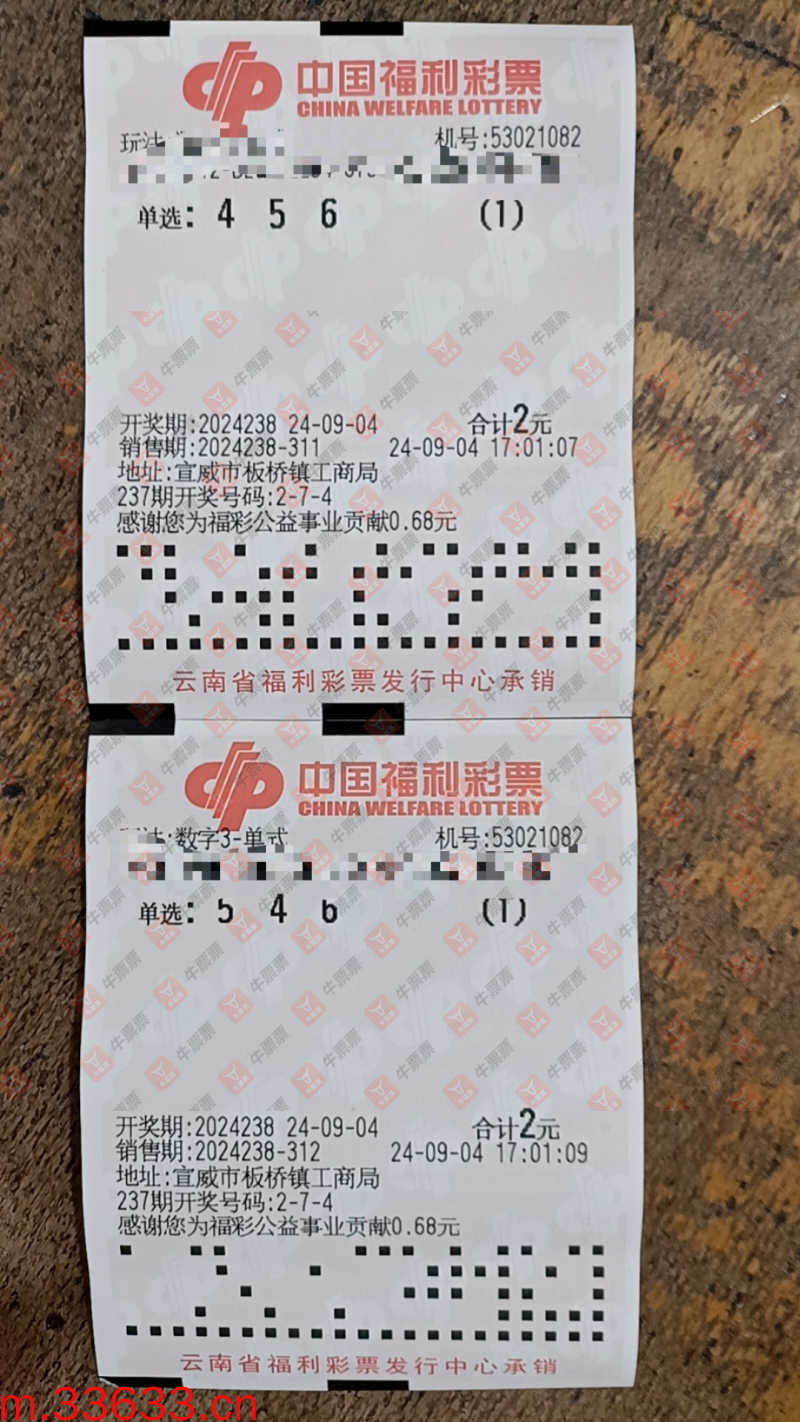 中国福利彩票
CHINA WELFARE LOTTERY
玩法: 机号:53021082
单选: 4 5 6 (1)
开奖期:2024238 24-09-04 合计2元
销售期:2024238-311 24-09-04 17:01:07
地址:宣威市板桥镇工商局
237期开奖号码:2-7-4
感谢您为福彩公益事业贡献0.68元
云南省福利彩票发行中心承销
中国福利彩票
CHINA WELFARE LOTTERY
玩法:数字3-单式 机号:53021082
单选: 5 4 6 (1)
开奖期:2024238 24-09-04 合计2元
销售期:2024238-312 24-09-04 17:01:09
地址:宣威市板桥镇工商局
237期开奖号码:2-7-4
感谢您为福彩公益事业贡献0.68元
云南省福利彩票发行中心承销
牛票票
m.33633.cn